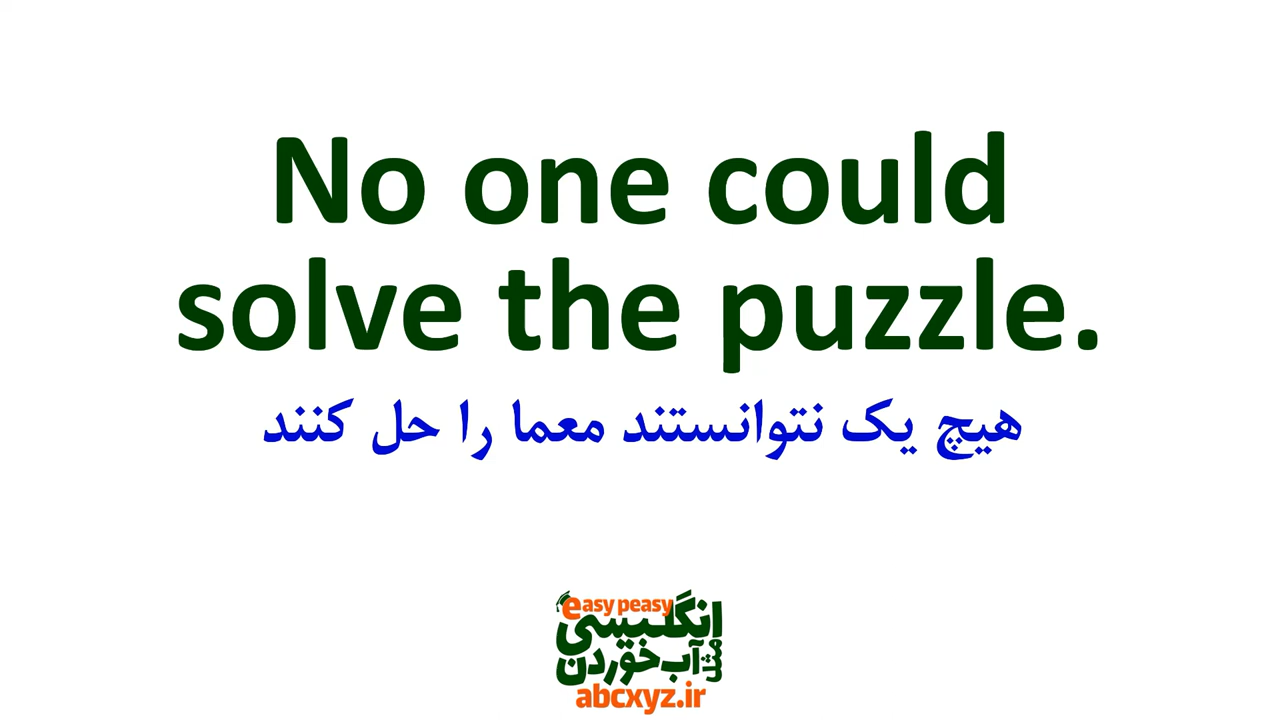 No one could
solve the puzzle.
هیچ یک نتوانستند معما را حل کنند
easy peasy
انگلیسی
مثل آب خوردن
abcxyz.ir